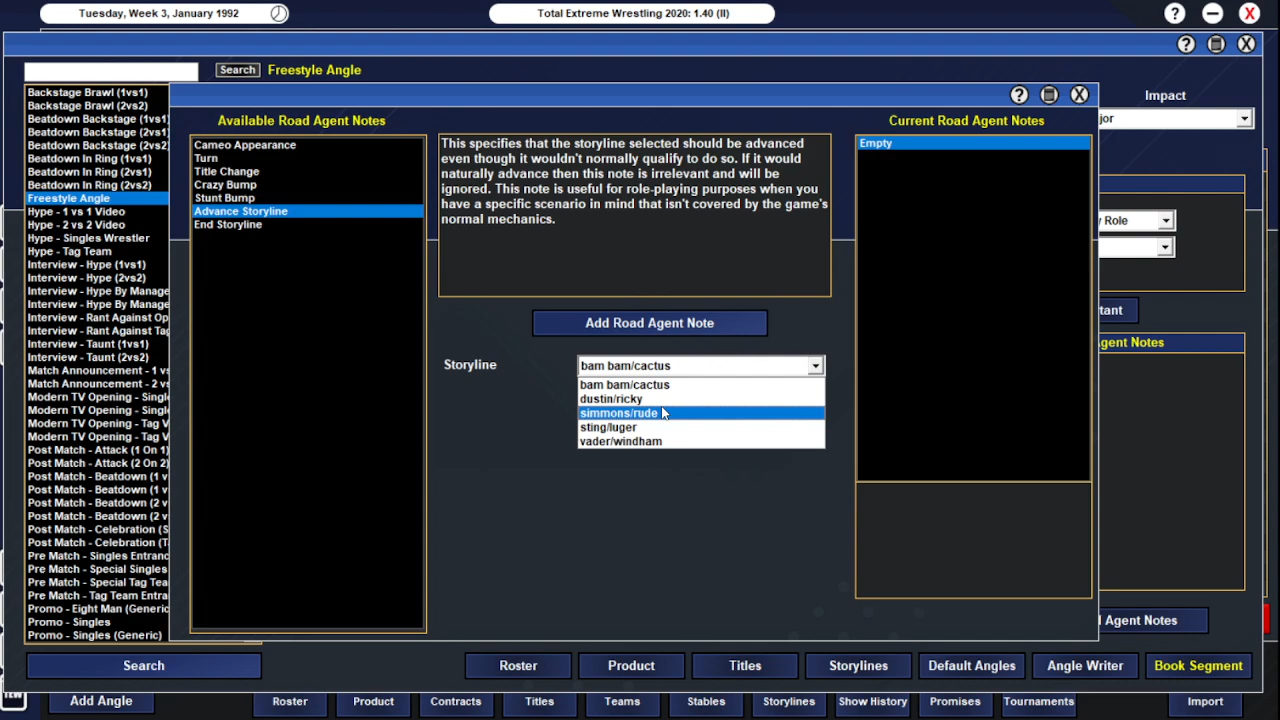 Tuesday, Week 3, January 1992
Total Extreme Wrestling 2020: 1.40 (II)
?
X
?
X
Search
Freestyle Angle
Impact
jor
Backstage Brawl (1vs1)
Backstage Brawl (2vs2)
Beatdown Backstage (1vs1)
Beatdown Backstage (2vs1)
Beatdown Backstage (2vs2)
Beatdown In Ring (1vs1)
Beatdown In Ring (2vs1)
Beatdown In Ring (2vs2)
Freestyle Angle
Hype - 1 vs 1 Video
Hype - 2 vs 2 Video
Hype - Singles Wrestler
Hype - Tag Team
Interview - Hype (1vs1)
Interview - Hype (2vs2)
Interview - Hype By Manage
Interview - Rant Against Op
Interview - Rant Against Tag
Interview - Taunt (1vs1)
Interview - Taunt (2vs2)
Match Announcement - 1 v
Match Announcement - 2 v
Modern TV Opening - Singl
Modern TV Opening - Singl
Modern TV Opening - Tag V
Modern TV Opening - Tag V
Post Match - Attack (1 On 1)
Post Match - Attack (2 On 2)
Post Match - Beatdown (1 v
Post Match - Beatdown (1 v
Post Match - Beatdown (2 v
Post Match - Beatdown (2 v
Post Match - Celebration (S
Post Match - Celebration (T
Pre Match - Singles Entranc
Pre Match - Special Singles
Pre Match - Special Tag Tea
Pre Match - Tag Team Entra
Promo - Eight Man (Generic
Promo - Singles
Promo - Singles (Generic)
?
X
Available Road Agent Notes
Cameo Appearance
Turn
Title Change
Crazy Bump
Stunt Bump
Advance Storyline
End Storyline
This specifies that the storyline selected should be advanced
even though it wouldn't normally qualify to do so. If it would
naturally advance then this note is irrelevant and will be
ignored. This note is useful for role-playing purposes when you
have a specific scenario in mind that isn't covered by the game's
normal mechanics.
Add Road Agent Note
Storyline
bam bam/cactus
bam bam/cactus
dustin/ricky
simmons/rude
sting/luger
vader/windham
Current Road Agent Notes
Empty
y Role
tant
gent Notes
d Agent Notes
Search
Roster
Product
Titles
Storylines
Default Angles
Angle Writer
Book Segment
Add Angle
Roster
Product
Contracts
Titles
Teams
Stables
Storylines
Show History
Promises
Tournaments
Import